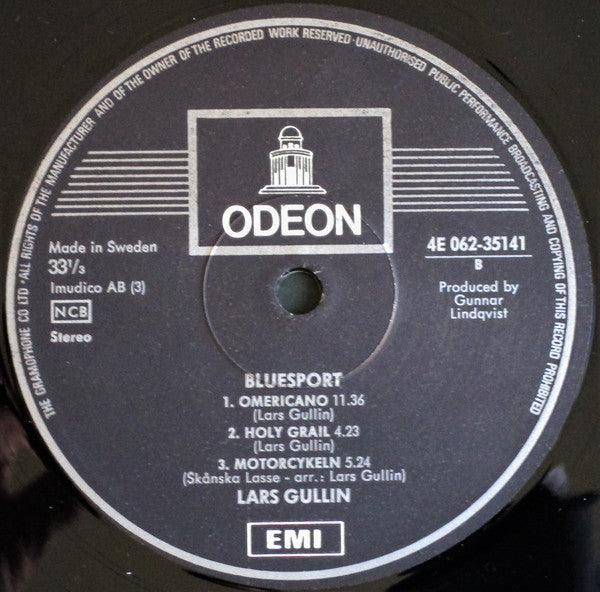 THE GRAMOPHONE CO LTD · ALL RIGHTS OF THE MANUFACTURER AND OF THE OWNER OF THE RECORDED WORK RESERVED · UNAUTHORISED PUBLIC PERFORMANCE BROADCASTING AND COPYING OF THIS RECORD PROHIBITED
ODEON
Made in Sweden
33 1/3
Imudico AB (3)
NCB
Stereo
4E 062-35141
B
Produced by
Gunnar
Lindqvist
BLUESPORT
1. OMERICANO 11.36
(Lars Gullin)
2. HOLY GRAIL 4.23
(Lars Gullin)
3. MOTORCYKELN 5.24
(Skånska Lasse - arr.: Lars Gullin)
LARS GULLIN
EMI